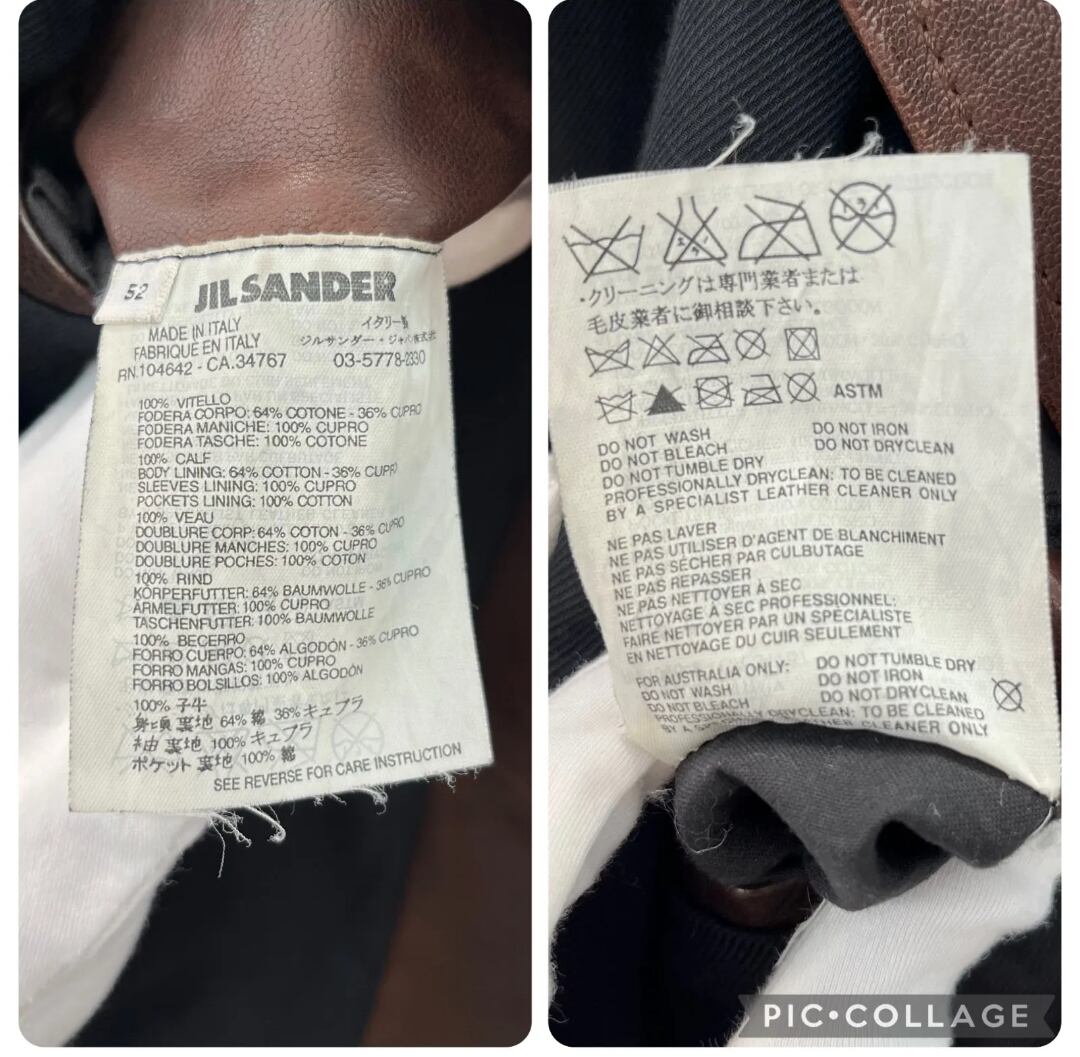 52
JIL SANDER
MADE IN ITALY
FABRIQUE EN ITALY
RN.104642 - CA.34767
イタリー製
ジルサンダー・ジャパン株式会社
03-5778-2330
100% VITELLO
FODERA CORPO: 64% COTONE - 36% CUPRO
FODERA MANICHE: 100% CUPRO
FODERA TASCHE: 100% COTONE
100% CALF
BODY LINING: 64% COTTON - 36% CUPRO
SLEEVES LINING: 100% CUPRO
POCKETS LINING: 100% COTTON
100% VEAU
DOUBLURE CORP: 64% COTON - 36% CUPRO
DOUBLURE MANCHES: 100% CUPRO
DOUBLURE POCHES: 100% COTON
100% RIND
KÖRPERFUTTER: 64% BAUMWOLLE - 36% CUPRO
ÄRMELFUTTER: 100% CUPRO
TASCHENFUTTER: 100% BAUMWOLLE
100% BECERRO
FORRO CUERPO: 64% ALGODÓN - 36% CUPRO
FORRO MANGAS: 100% CUPRO
FORRO BOLSILLOS: 100% ALGODÓN
100% 子牛
身頃 裏地 64% 綿 36% キュプラ
袖 裏地 100% キュプラ
ポケット 裏地 100% 綿
SEE REVERSE FOR CARE INSTRUCTION
・クリーニングは専門業者または
毛皮業者に御相談下さい。
ASTM
DO NOT WASH
DO NOT BLEACH
DO NOT TUMBLE DRY
DO NOT IRON
DO NOT DRYCLEAN
PROFESSIONALLY DRYCLEAN: TO BE CLEANED
BY A SPECIALIST LEATHER CLEANER ONLY
NE PAS LAVER
NE PAS UTILISER D'AGENT DE BLANCHIMENT
NE PAS SÉCHER PAR CULBUTAGE
NE PAS REPASSER
NE PAS NETTOYER À SEC
NETTOYAGE À SEC PROFESSIONNEL:
FAIRE NETTOYER PAR UN SPÉCIALISTE
EN NETTOYAGE DU CUIR SEULEMENT
FOR AUSTRALIA ONLY:
DO NOT WASH
DO NOT BLEACH
DO NOT TUMBLE DRY
DO NOT IRON
DO NOT DRYCLEAN
PROFESSIONALLY DRYCLEAN: TO BE CLEANED
BY A LEATHER CLEANER ONLY
PIC•COLLAGE